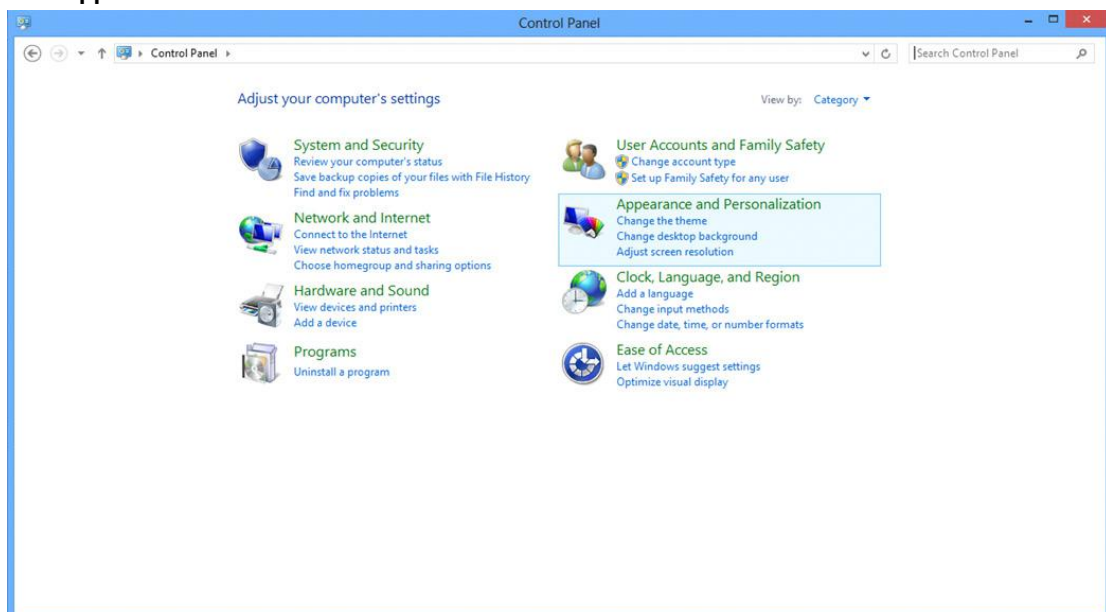 Control Panel
Control Panel
Search Control Panel
Adjust your computer's settings
View by: Category
System and Security
Review your computer's status
Save backup copies of your files with File History
Find and fix problems
Network and Internet
Connect to the Internet
View network status and tasks
Choose homegroup and sharing options
Hardware and Sound
View devices and printers
Add a device
Programs
Uninstall a program
User Accounts and Family Safety
Change account type
Set up Family Safety for any user
Appearance and Personalization
Change the theme
Change desktop background
Adjust screen resolution
Clock, Language, and Region
Add a language
Change input methods
Change date, time, or number formats
Ease of Access
Let Windows suggest settings
Optimize visual display